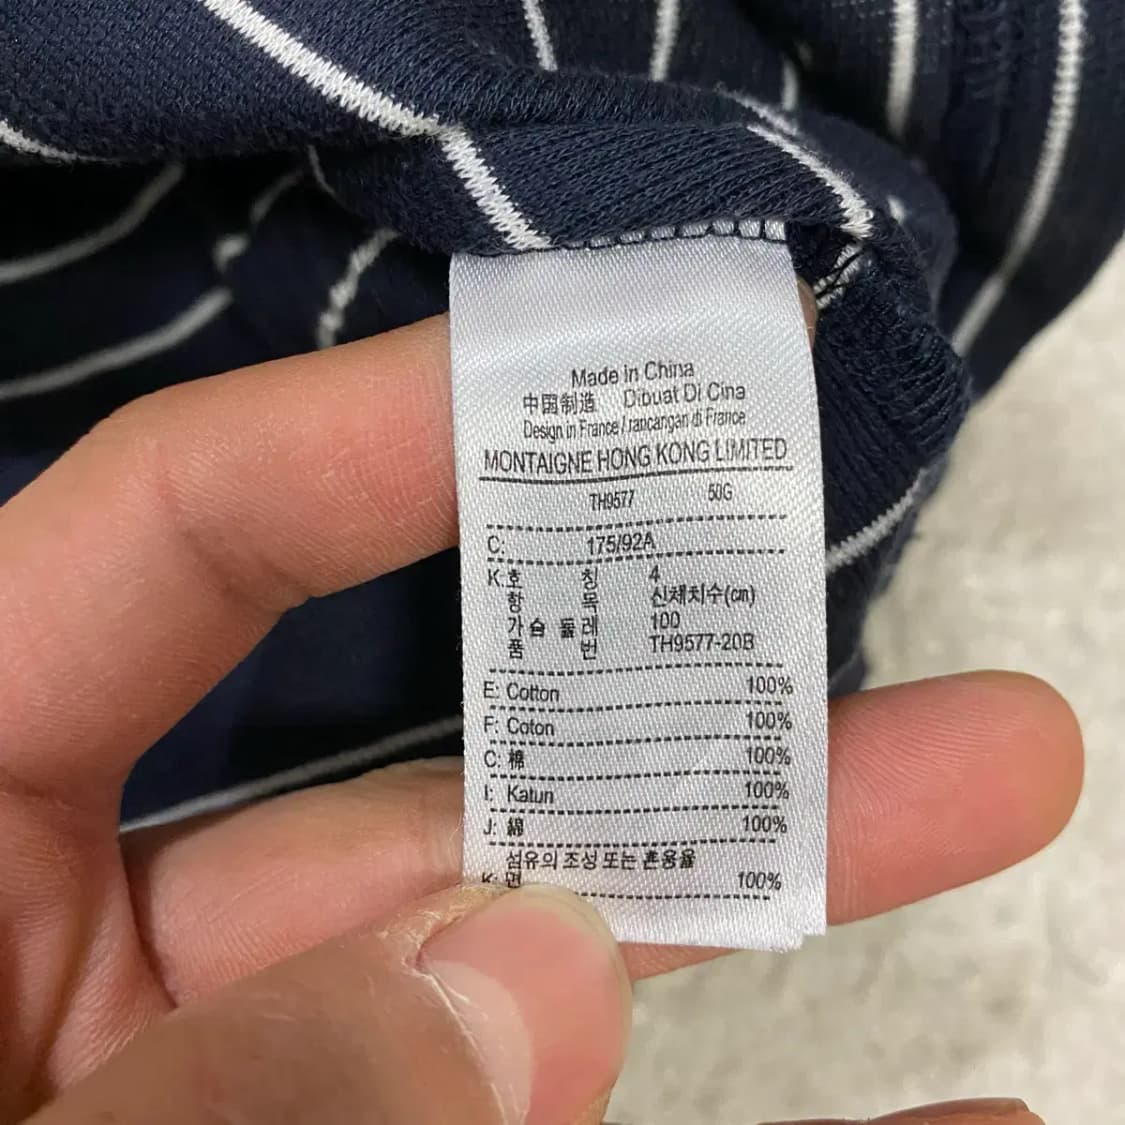 Made in China
中国制造 Dibuat Di Cina
Design in France / rancangan di France
MONTAIGNE HONG KONG LIMITED
TH9577 50G
C: 175/92A
K: 호 칭 4
항 목 신체치수(cm)
가 슴 둘 레 100
품 번 TH9577-20B
E: Cotton 100%
F: Coton 100%
C: 棉 100%
I: Katun 100%
J: 綿 100%
섬유의 조성 또는 혼용율
K: 면 100%